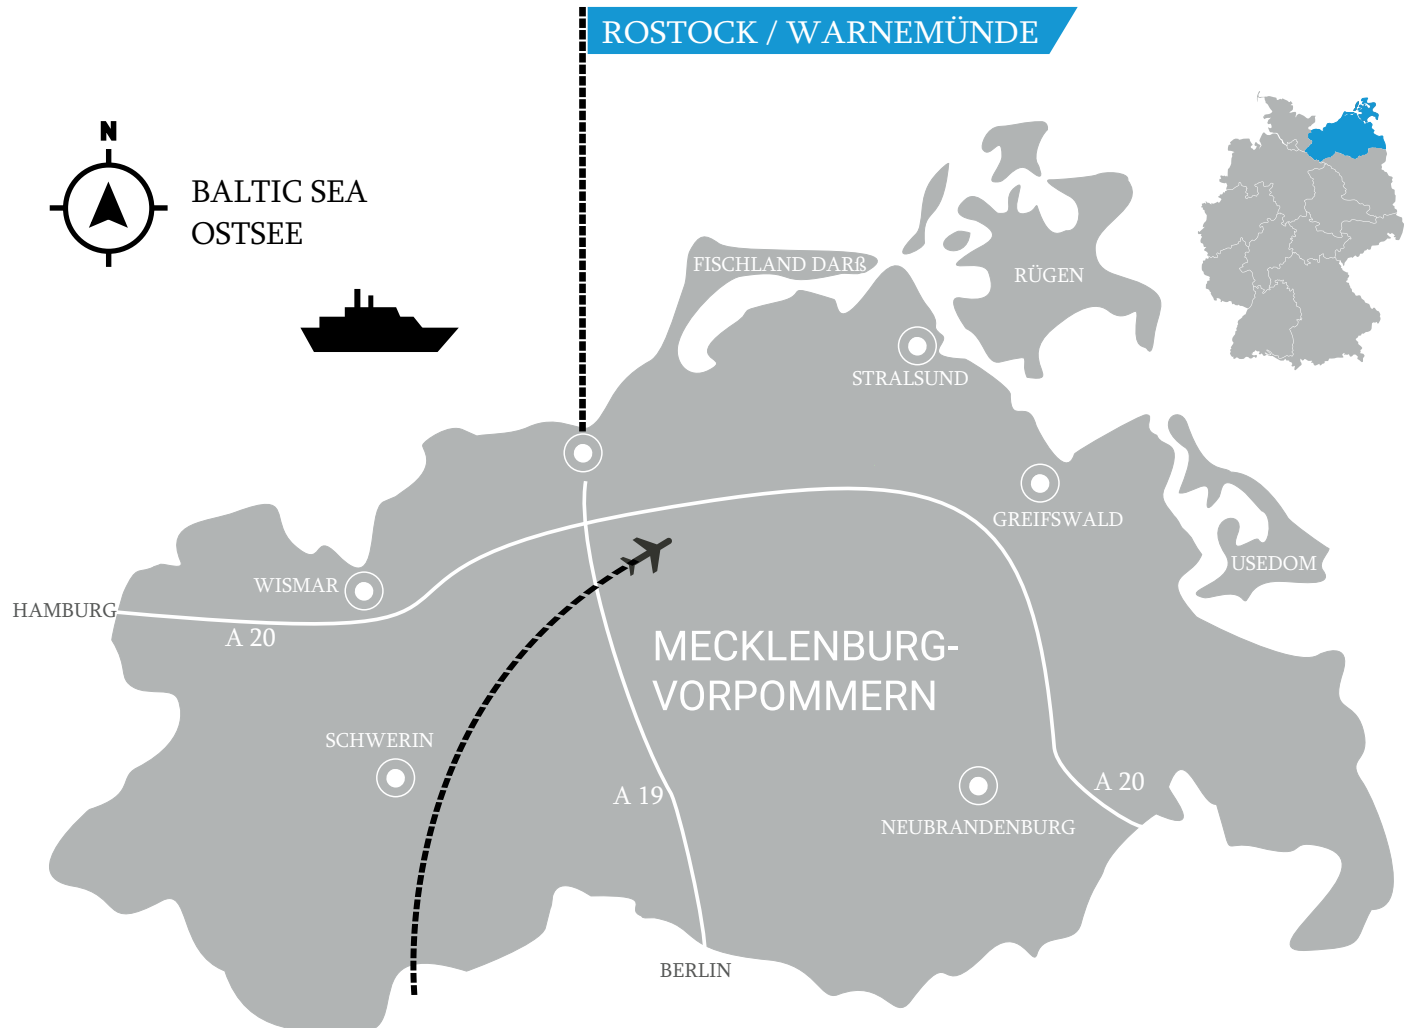 ROSTOCK / WARNEMÜNDE
N
BALTIC SEA
OSTSEE
FISCHLAND DARß
RÜGEN
STRALSUND
GREIFSWALD
USEDOM
WISMAR
HAMBURG
A 20
MECKLENBURG-
VORPOMMERN
SCHWERIN
A 19
A 20
NEUBRANDENBURG
BERLIN